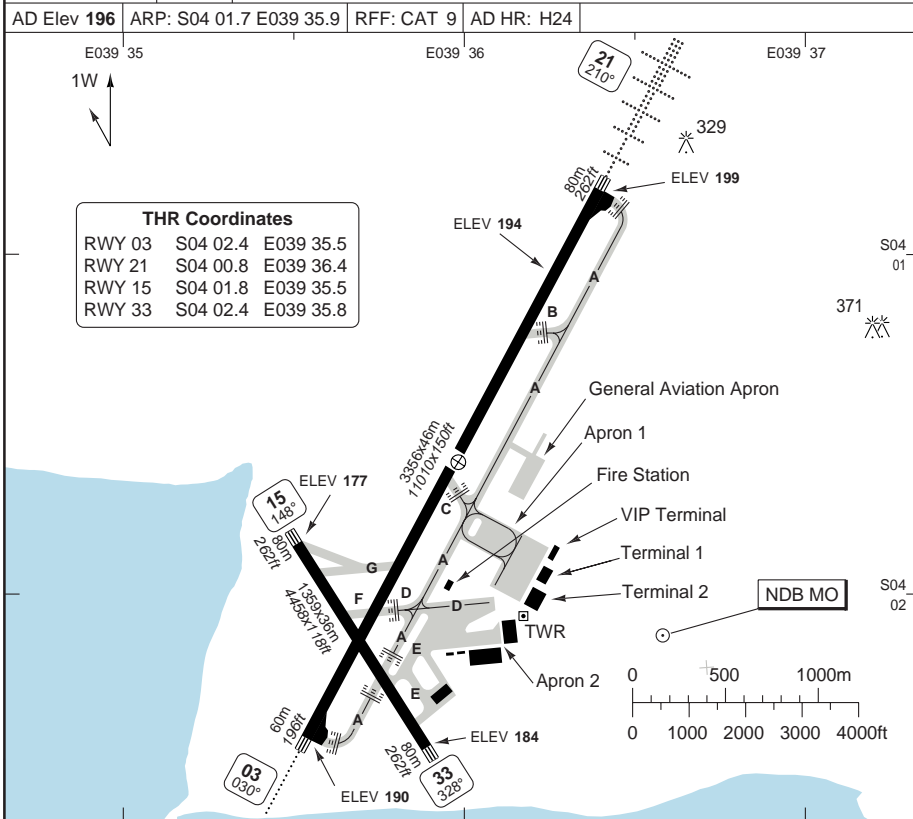 AD Elev 196 ARP: S04 01.7 E039 35.9 RFF: CAT 9 AD HR: H24
E039 35 E039 36 E039 37
1W
21
210°
329
80m
262ft
ELEV 199
THR Coordinates
RWY 03 S04 02.4 E039 35.5
RWY 21 S04 00.8 E039 36.4
RWY 15 S04 01.8 E039 35.5
RWY 33 S04 02.4 E039 35.8
ELEV 194
S04
01
A
B
371
A
General Aviation Apron
Apron 1
3356x46m
11010x150ft
Fire Station
ELEV 177
15
148°
C
VIP Terminal
80m
262ft
Terminal 1
G
A
1359x36m
4458x118ft
F
D
D
Terminal 2
NDB MO
S04
02
TWR
A
E
Apron 2
0 500 1000m
E
A
0 1000 2000 3000 4000ft
60m
196ft
80m
262ft
ELEV 184
03
030°
33
328°
ELEV 190